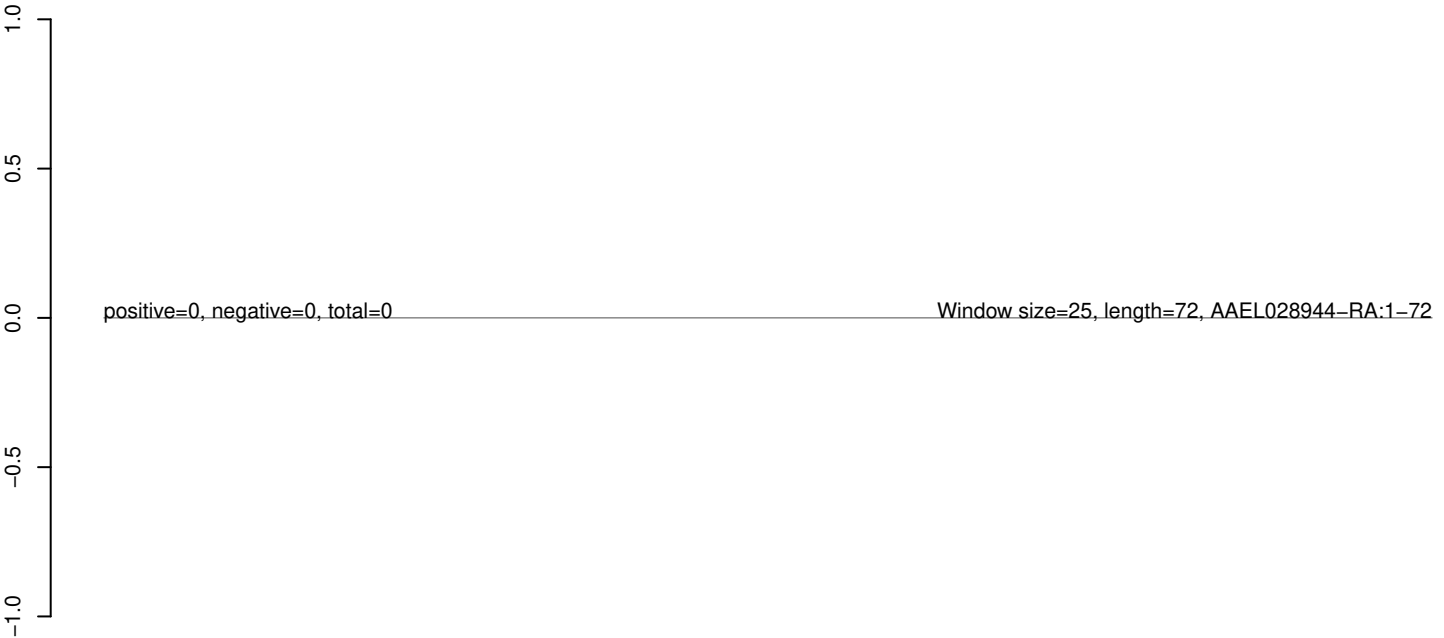 1.0
0.5
0.0
−0.5
−1.0
positive=0, negative=0, total=0
Window size=25, length=72, AAEL028944−RA:1−72